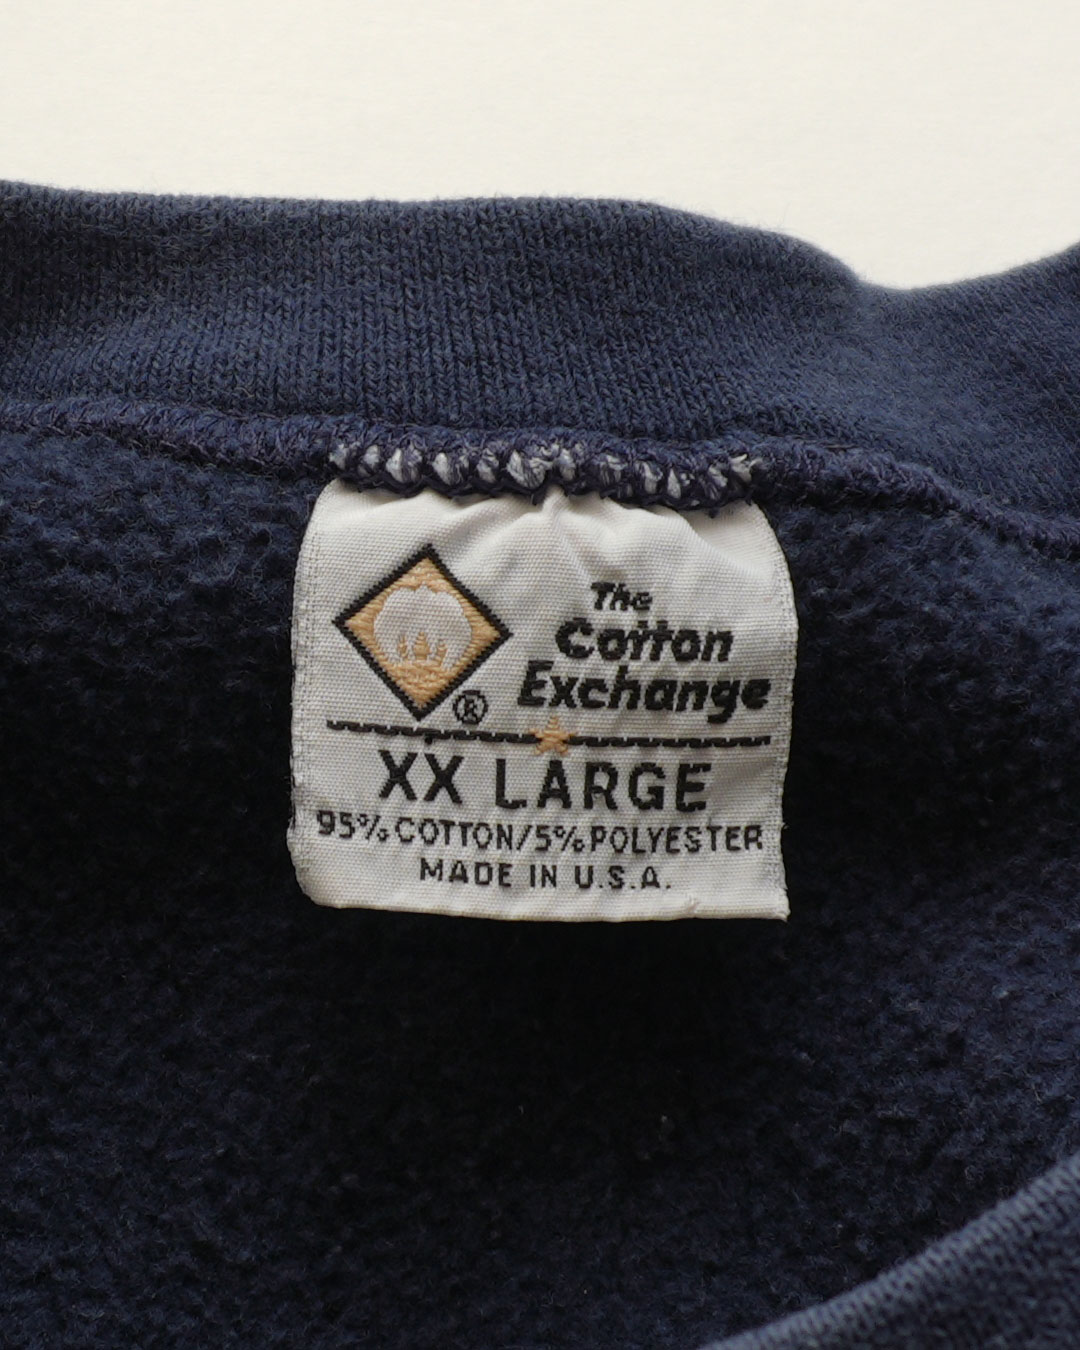 The
Cotton
Exchange
®
XX LARGE
95% COTTON/5% POLYESTER
MADE IN U.S.A.